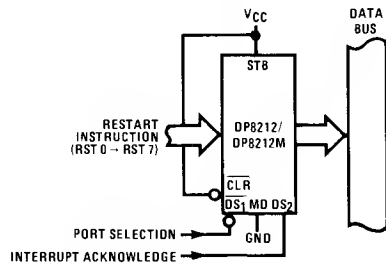 VCC
DATA
BUS
STB
RESTART
INSTRUCTION
(RST 0 → RST 7)
DP8212/
DP8212M
CLR
DS1 MD DS2
PORT SELECTION
GND
INTERRUPT ACKNOWLEDGE